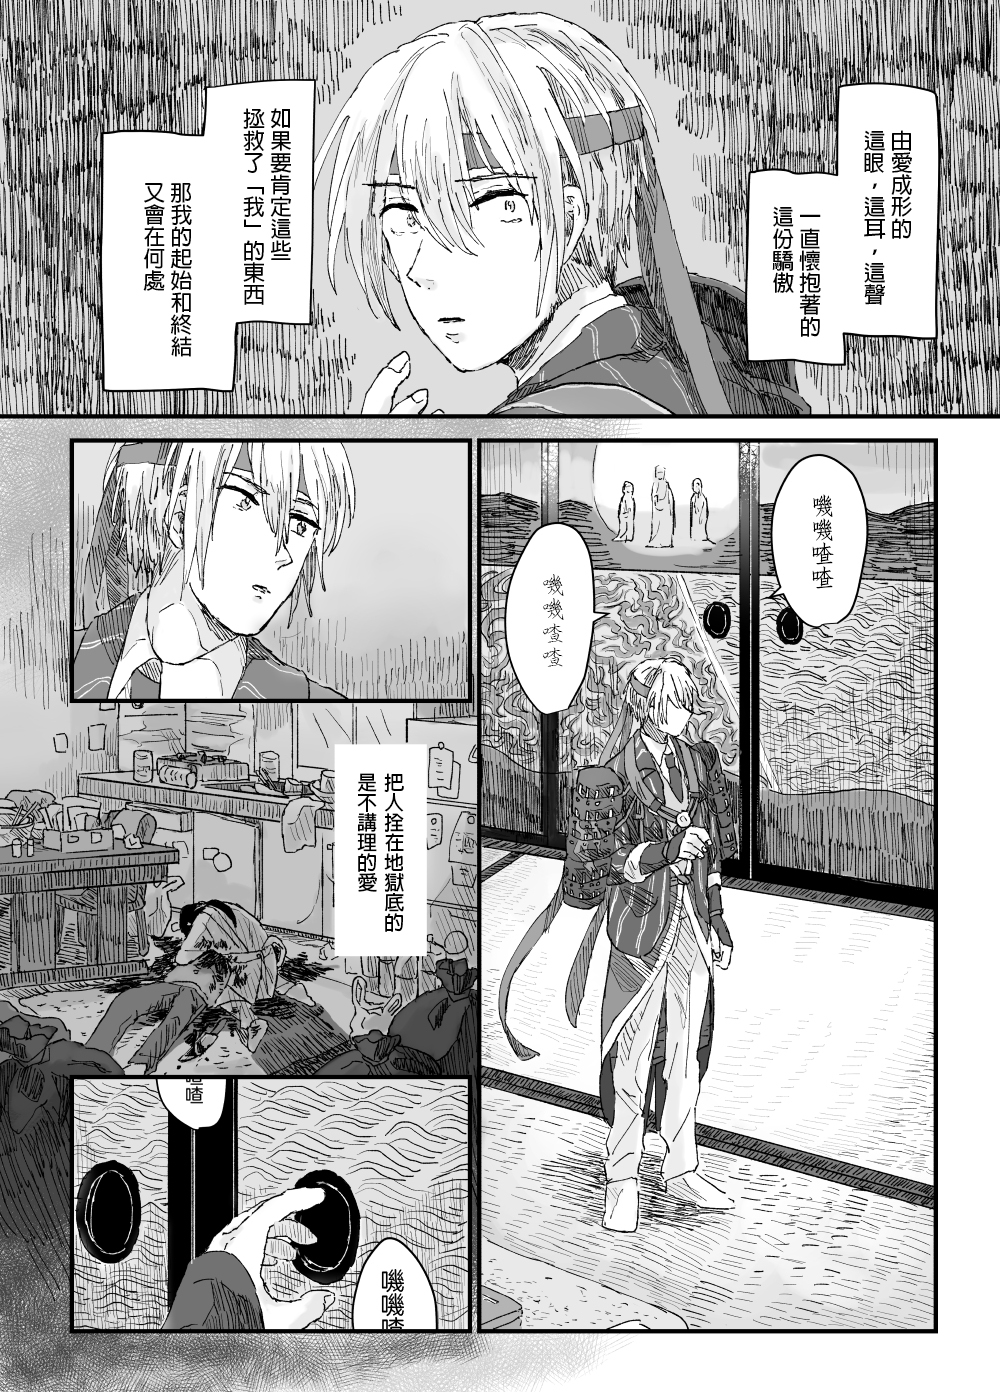 由愛成形的
這眼，這耳，這聲
一直懷抱著的
這份驕傲
如果要肯定這些
拯救了「我」的東西
那我的起始和終結
又會在何處
嘰嘰喳喳
嘰嘰喳喳
把人拴在地獄底的
是不講理的愛
喳喳
嘰嘰喳